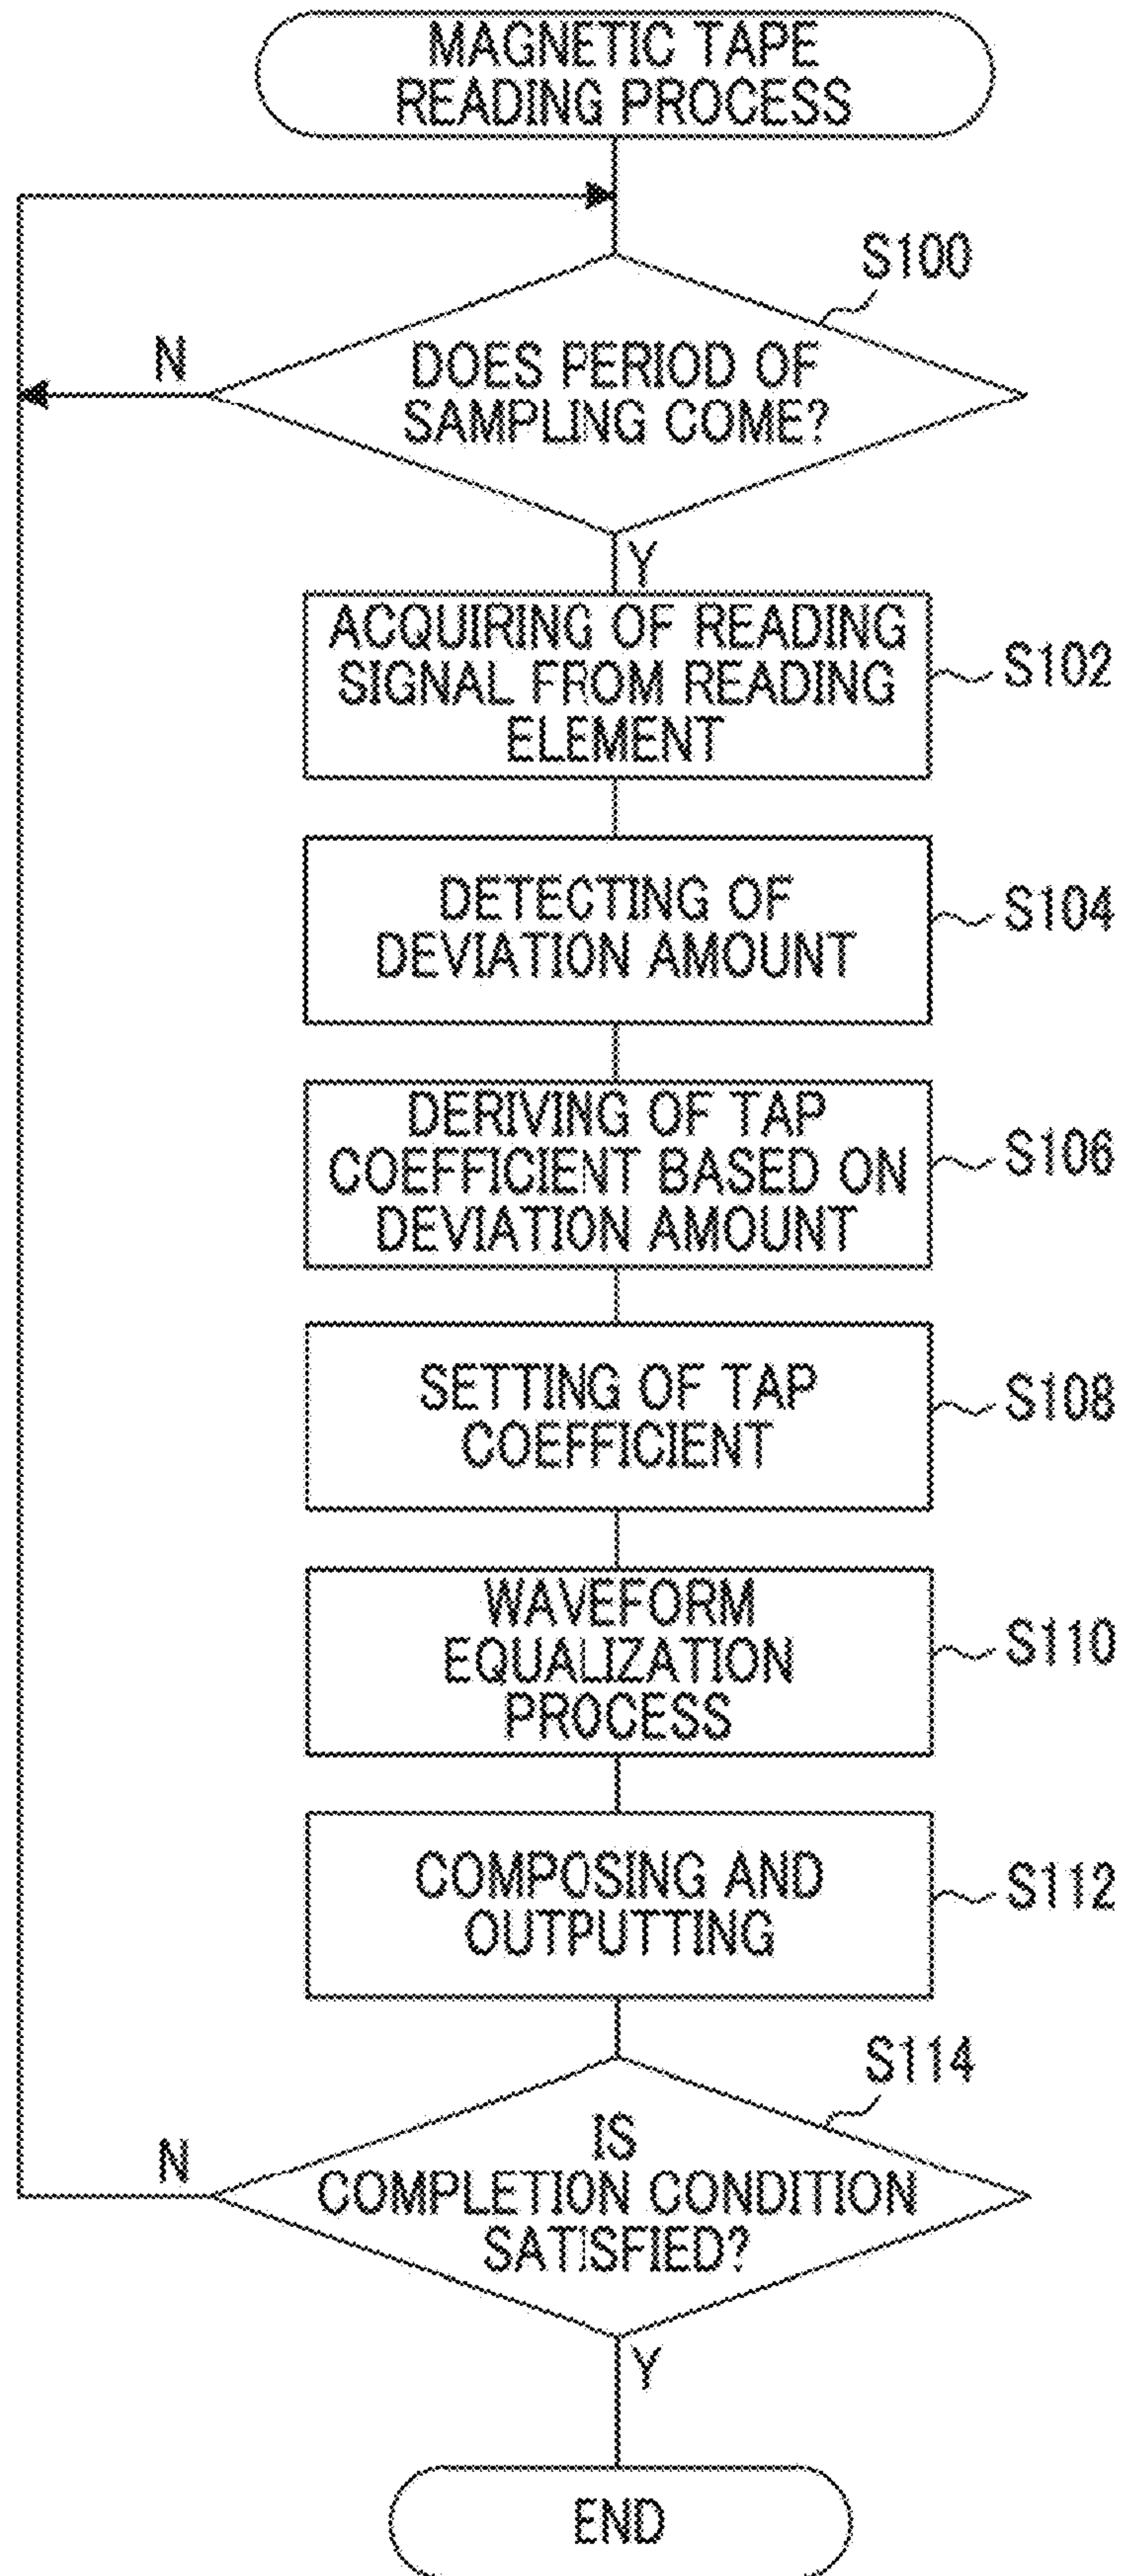 MAGNETIC TAPE
READING PROCESS
S100
N
DOES PERIOD OF
SAMPLING COME?
Y
ACQUIRING OF READING
SIGNAL FROM READING
ELEMENT
S102
DETECTING OF
DEVIATION AMOUNT
S104
DERIVING OF TAP
COEFFICIENT BASED ON
DEVIATION AMOUNT
S106
SETTING OF TAP
COEFFICIENT
S108
WAVEFORM
EQUALIZATION
PROCESS
S110
COMPOSING AND
OUTPUTTING
S112
S114
N
IS
COMPLETION CONDITION
SATISFIED?
Y
END